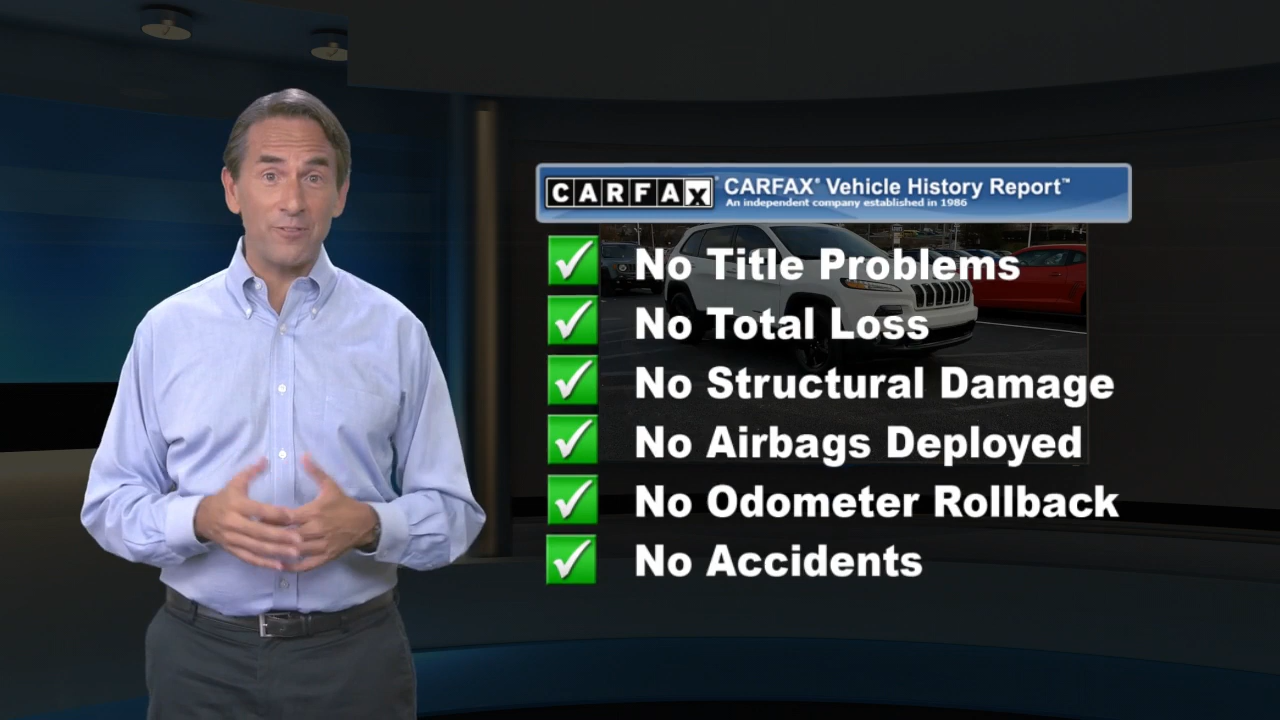 CARFAX® CARFAX® Vehicle History Report™
An independent company established in 1986
No Title Problems
No Total Loss
No Structural Damage
No Airbags Deployed
No Odometer Rollback
No Accidents